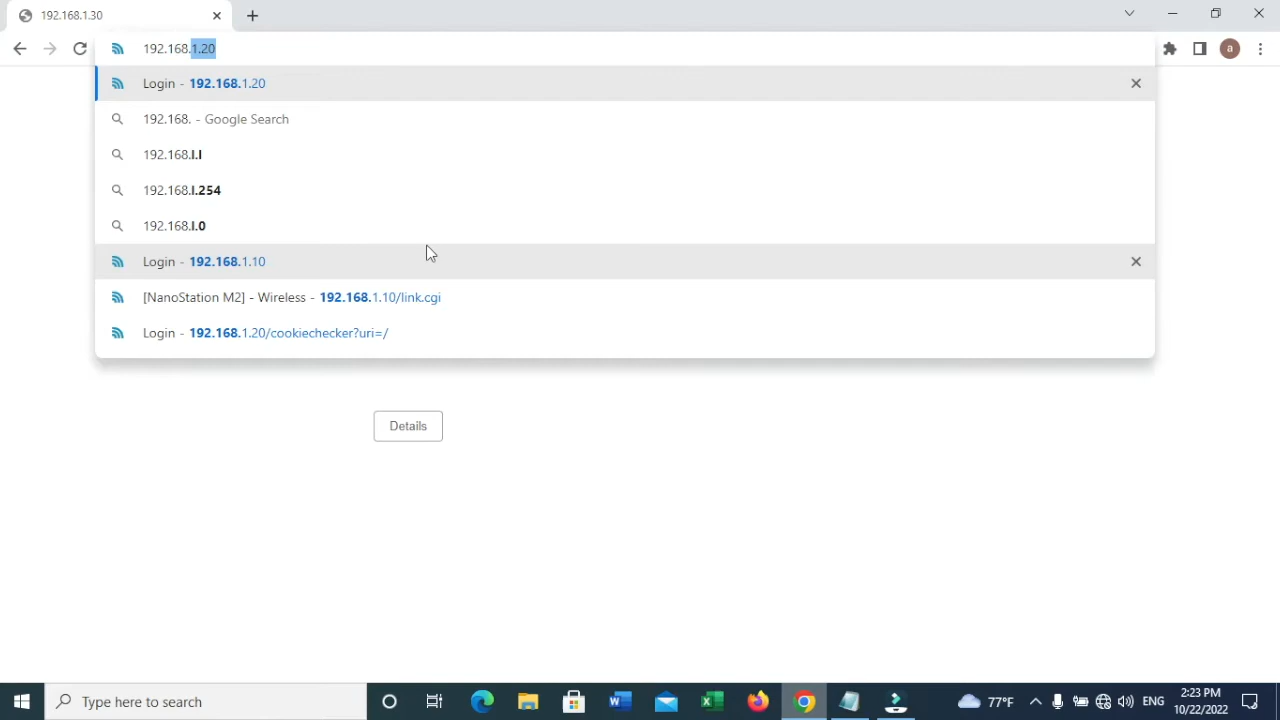 192.168.1.30
192.168.1.20
a
Login - 192.168.1.20
192.168. - Google Search
192.168.l.l
192.168.l.254
192.168.l.0
Login - 192.168.1.10
[NanoStation M2] - Wireless - 192.168.1.10/link.cgi
Login - 192.168.1.20/cookiechecker?uri=/
Details
Type here to search
77°F
ENG
2:23 PM
10/22/2022